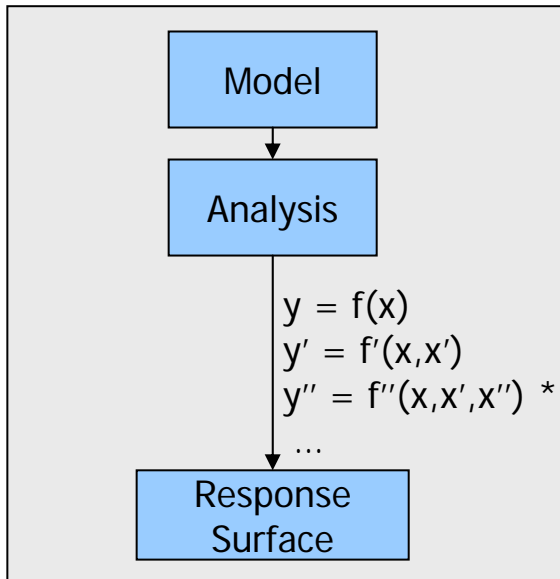 Model
Analysis
y = f(x)
y' = f'(x,x')
y'' = f''(x,x',x'') *
...
Response
Surface